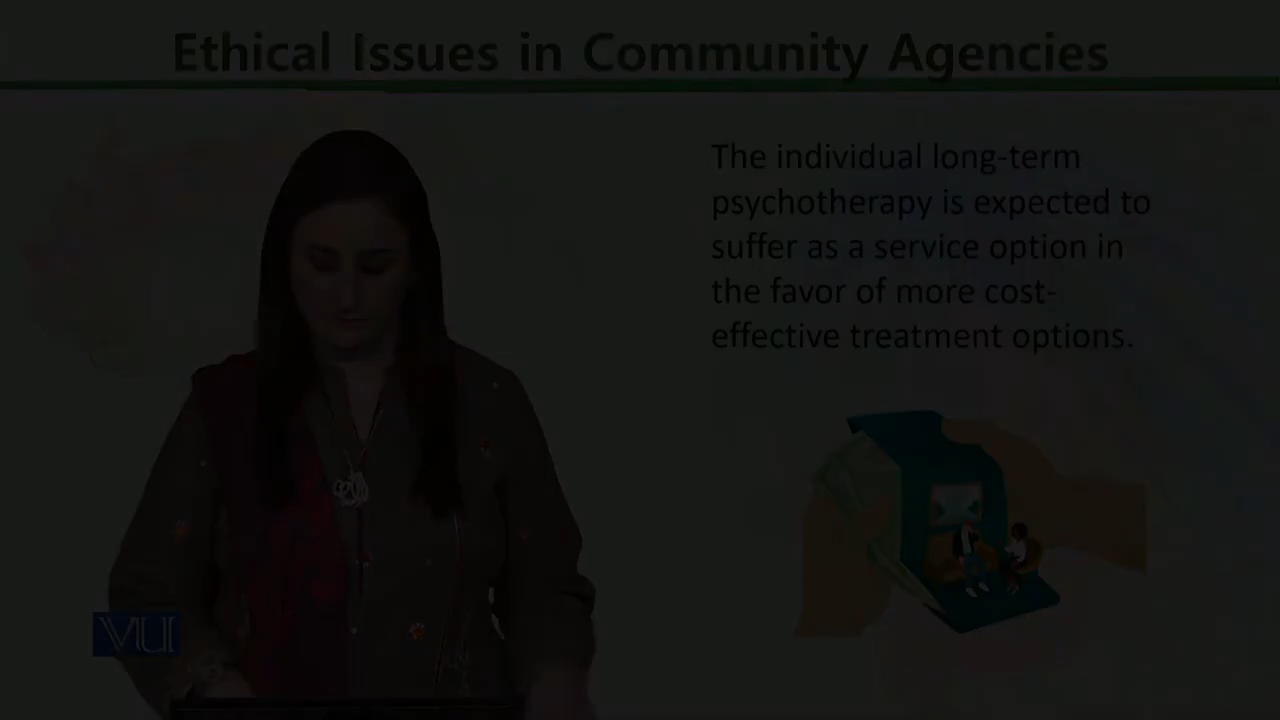 Ethical Issues in Community Agencies
The individual long-term
psychotherapy is expected to
suffer as a service option in
the favor of more cost-
effective treatment options.
VU